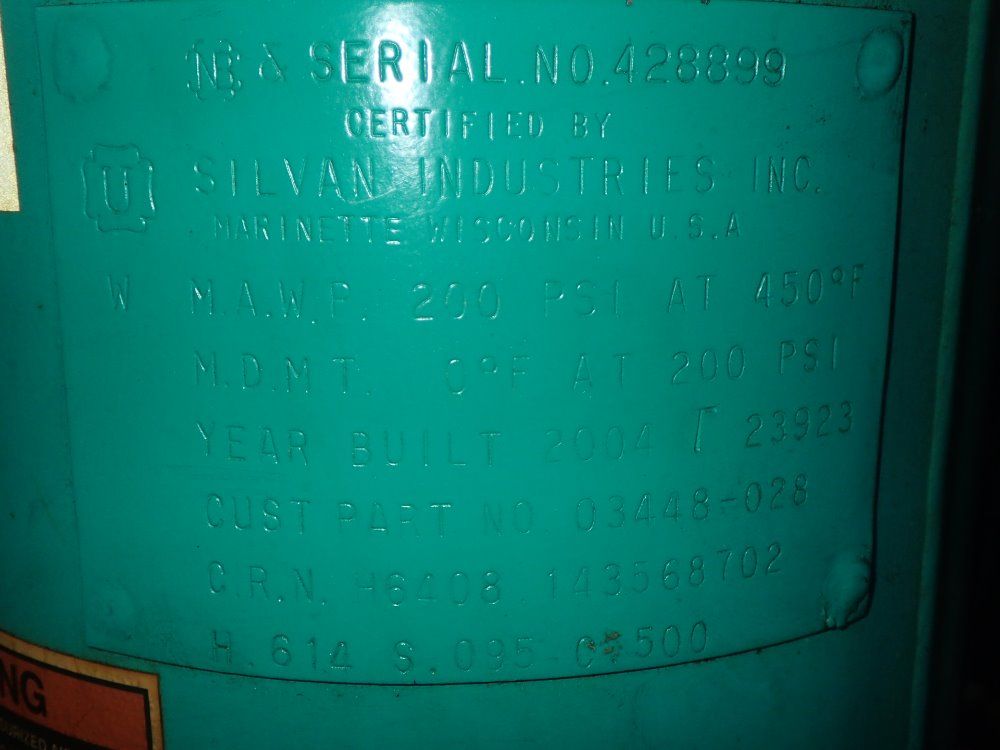 NB & SERIAL.NO.428899
CERTIFIED BY
U SILVAN INDUSTRIES INC.
MARINETTE WISCONSIN U.S.A
W M.A.W.P. 200 PSI AT 450°F
M.D.M.T. 0°F AT 200 PSI
YEAR BUILT 2004 23923
CUST PART NO. 03448-028
C.R.N. H6408.143568702
H.614 S.095 500
NG